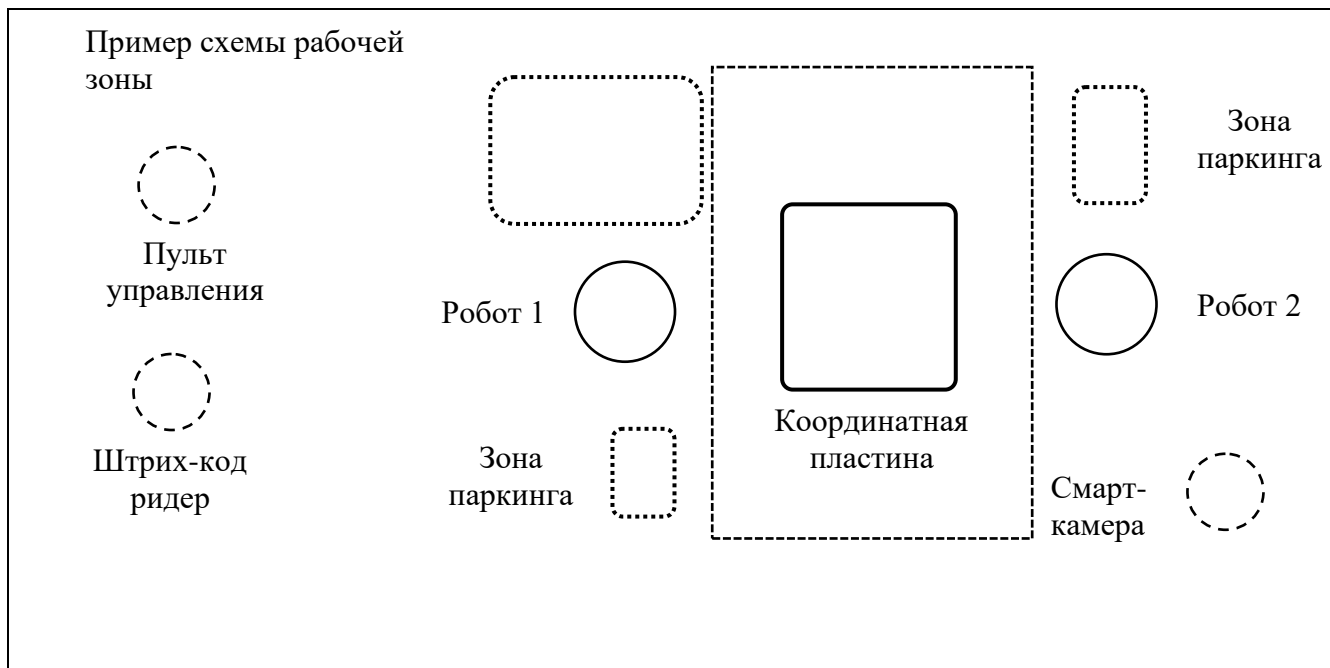 Пример схемы рабочей
зоны
Зона
паркинга
Пульт
управления
Робот 1
Робот 2
Координатная
пластина
Штрих-код
ридер
Зона
паркинга
Смарт-
камера